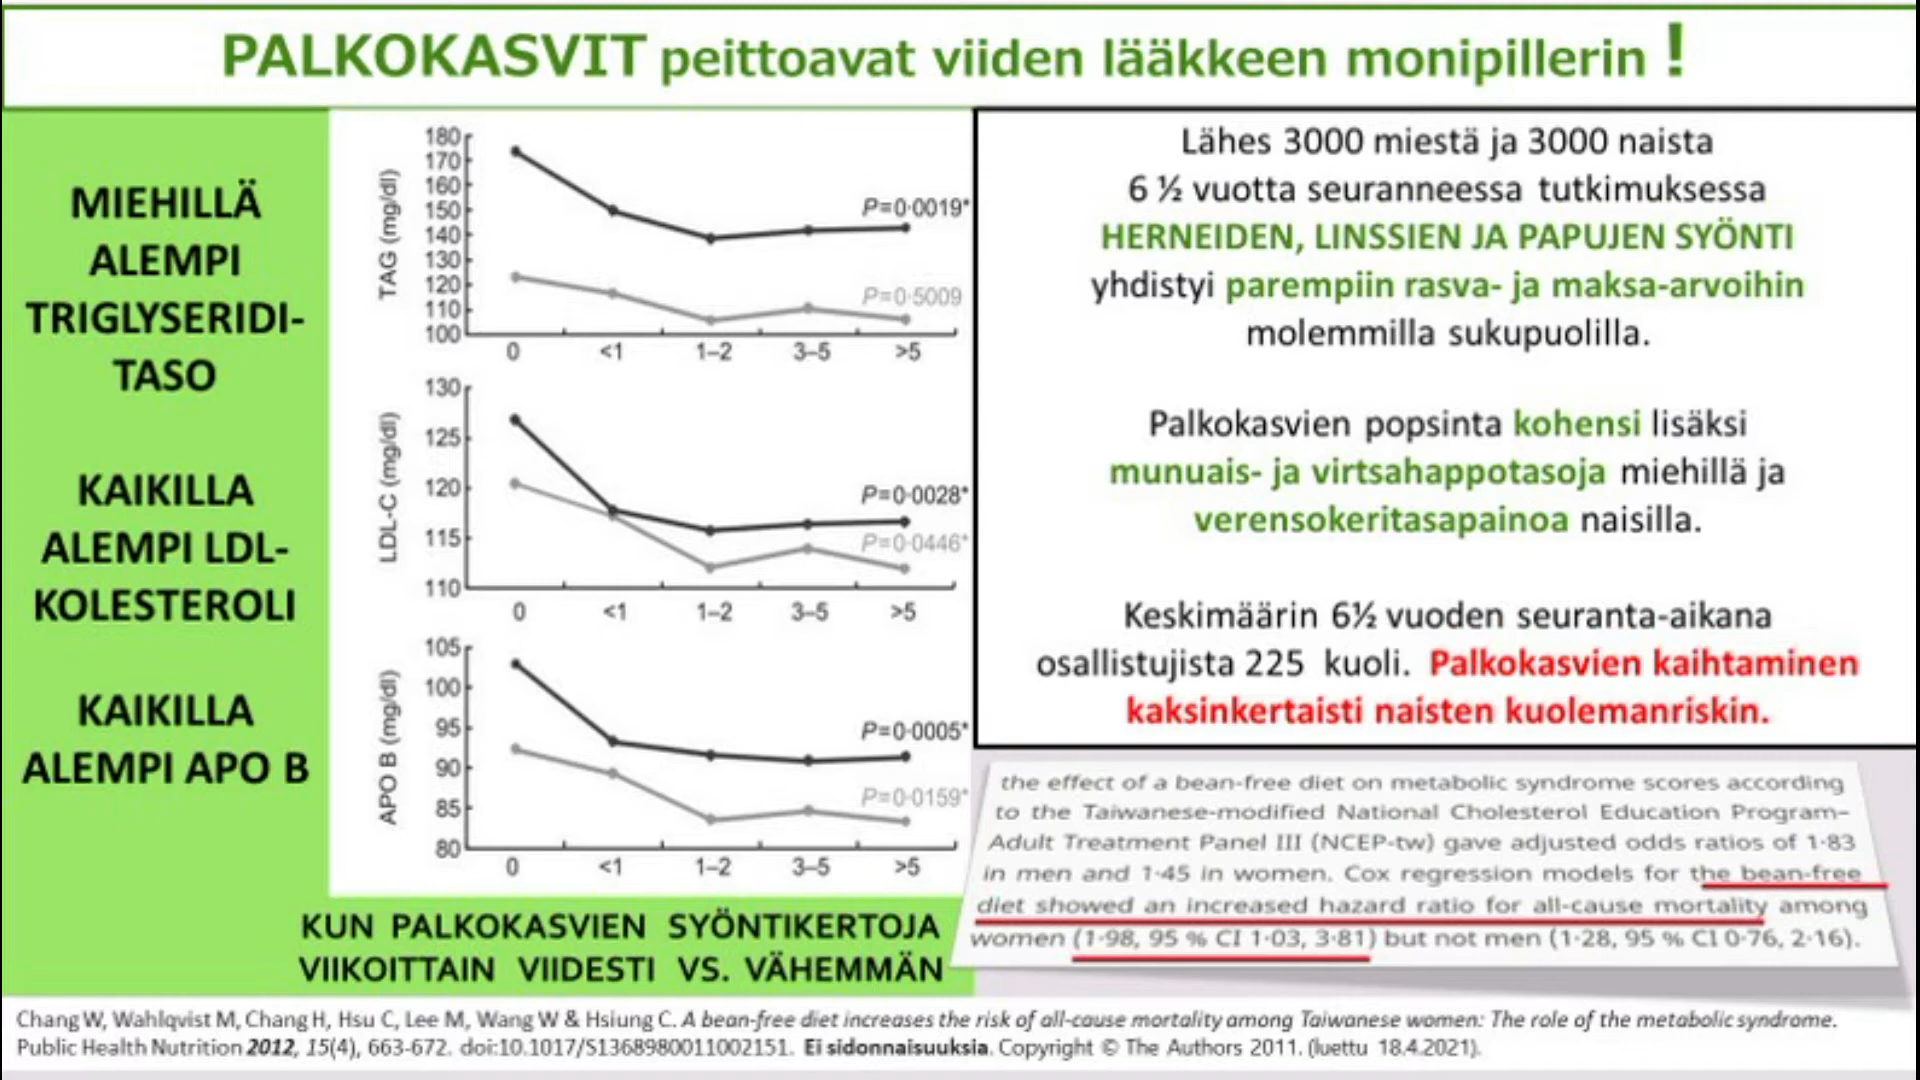 PALKOKASVIT peittoavat viiden lääkkeen monipillerin !
MIEHILLÄ
ALEMPI
TRIGLYSERIDI-
TASO
KAIKILLA
ALEMPI LDL-
KOLESTEROLI
KAIKILLA
ALEMPI APO B
TAG (mg/dl)
180
170
160
150
140
130
120
110
100
P=0·0019*
P=0·5009
0 <1 1–2 3–5 >5
LDL-C (mg/dl)
130
125
120
115
110
P=0·0028*
P=0·0446*
0 <1 1–2 3–5 >5
APO B (mg/dl)
105
100
95
90
85
80
P=0·0005*
P=0·0159*
0 <1 1–2 3–5 >5
KUN PALKOKASVIEN SYÖNTIKERTOJA
VIIKOITTAIN VIIDESTI VS. VÄHEMMÄN
Lähes 3000 miestä ja 3000 naista
6 ½ vuotta seuranneessa tutkimuksessa
HERNEIDEN, LINSSIEN JA PAPUJEN SYÖNTI
yhdistyi parempiin rasva- ja maksa-arvoihin
molemmilla sukupuolilla.
Palkokasvien popsinta kohensi lisäksi
munuais- ja virtsahappotasoja miehillä ja
verensokeritasapainoa naisilla.
Keskimäärin 6½ vuoden seuranta-aikana
osallistujista 225 kuoli. Palkokasvien kaihtaminen
kaksinkertaisti naisten kuolemanriskin.
the effect of a bean-free diet on metabolic syndrome scores according
to the Taiwanese-modified National Cholesterol Education Program–
Adult Treatment Panel III (NCEP-tw) gave adjusted odds ratios of 1·83
in men and 1·45 in women. Cox regression models for the bean-free
diet showed an increased hazard ratio for all-cause mortality among
women (1·98, 95 % CI 1·03, 3·81) but not men (1·28, 95 % CI 0·76, 2·16).
Chang W, Wahlqvist M, Chang H, Hsu C, Lee M, Wang W & Hsiung C. A bean-free diet increases the risk of all-cause mortality among Taiwanese women: The role of the metabolic syndrome.
Public Health Nutrition 2012, 15(4), 663-672. doi:10.1017/S1368980011002151. Ei sidonnaisuuksia. Copyright © The Authors 2011. (luettu 18.4.2021).